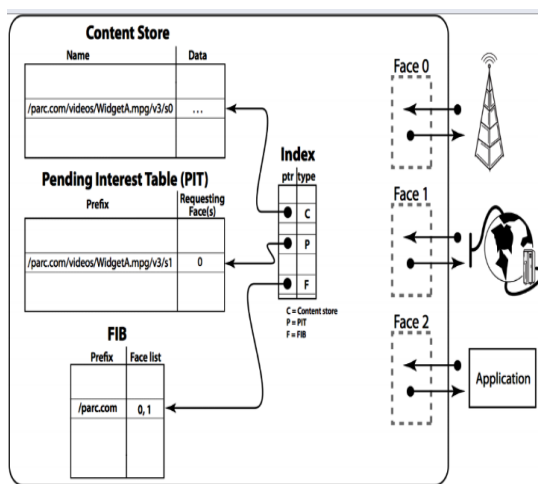 Content Store
Name Data
/parc.com/videos/WidgetA.mpg/v3/s0 ...
Pending Interest Table (PIT)
Prefix Requesting Face(s)
/parc.com/videos/WidgetA.mpg/v3/s1 0
FIB
Prefix Face list
/parc.com 0, 1
Index
ptr type
C
P
F
C = Content store
P = PIT
F = FIB
Face 0
Face 1
Face 2
Application